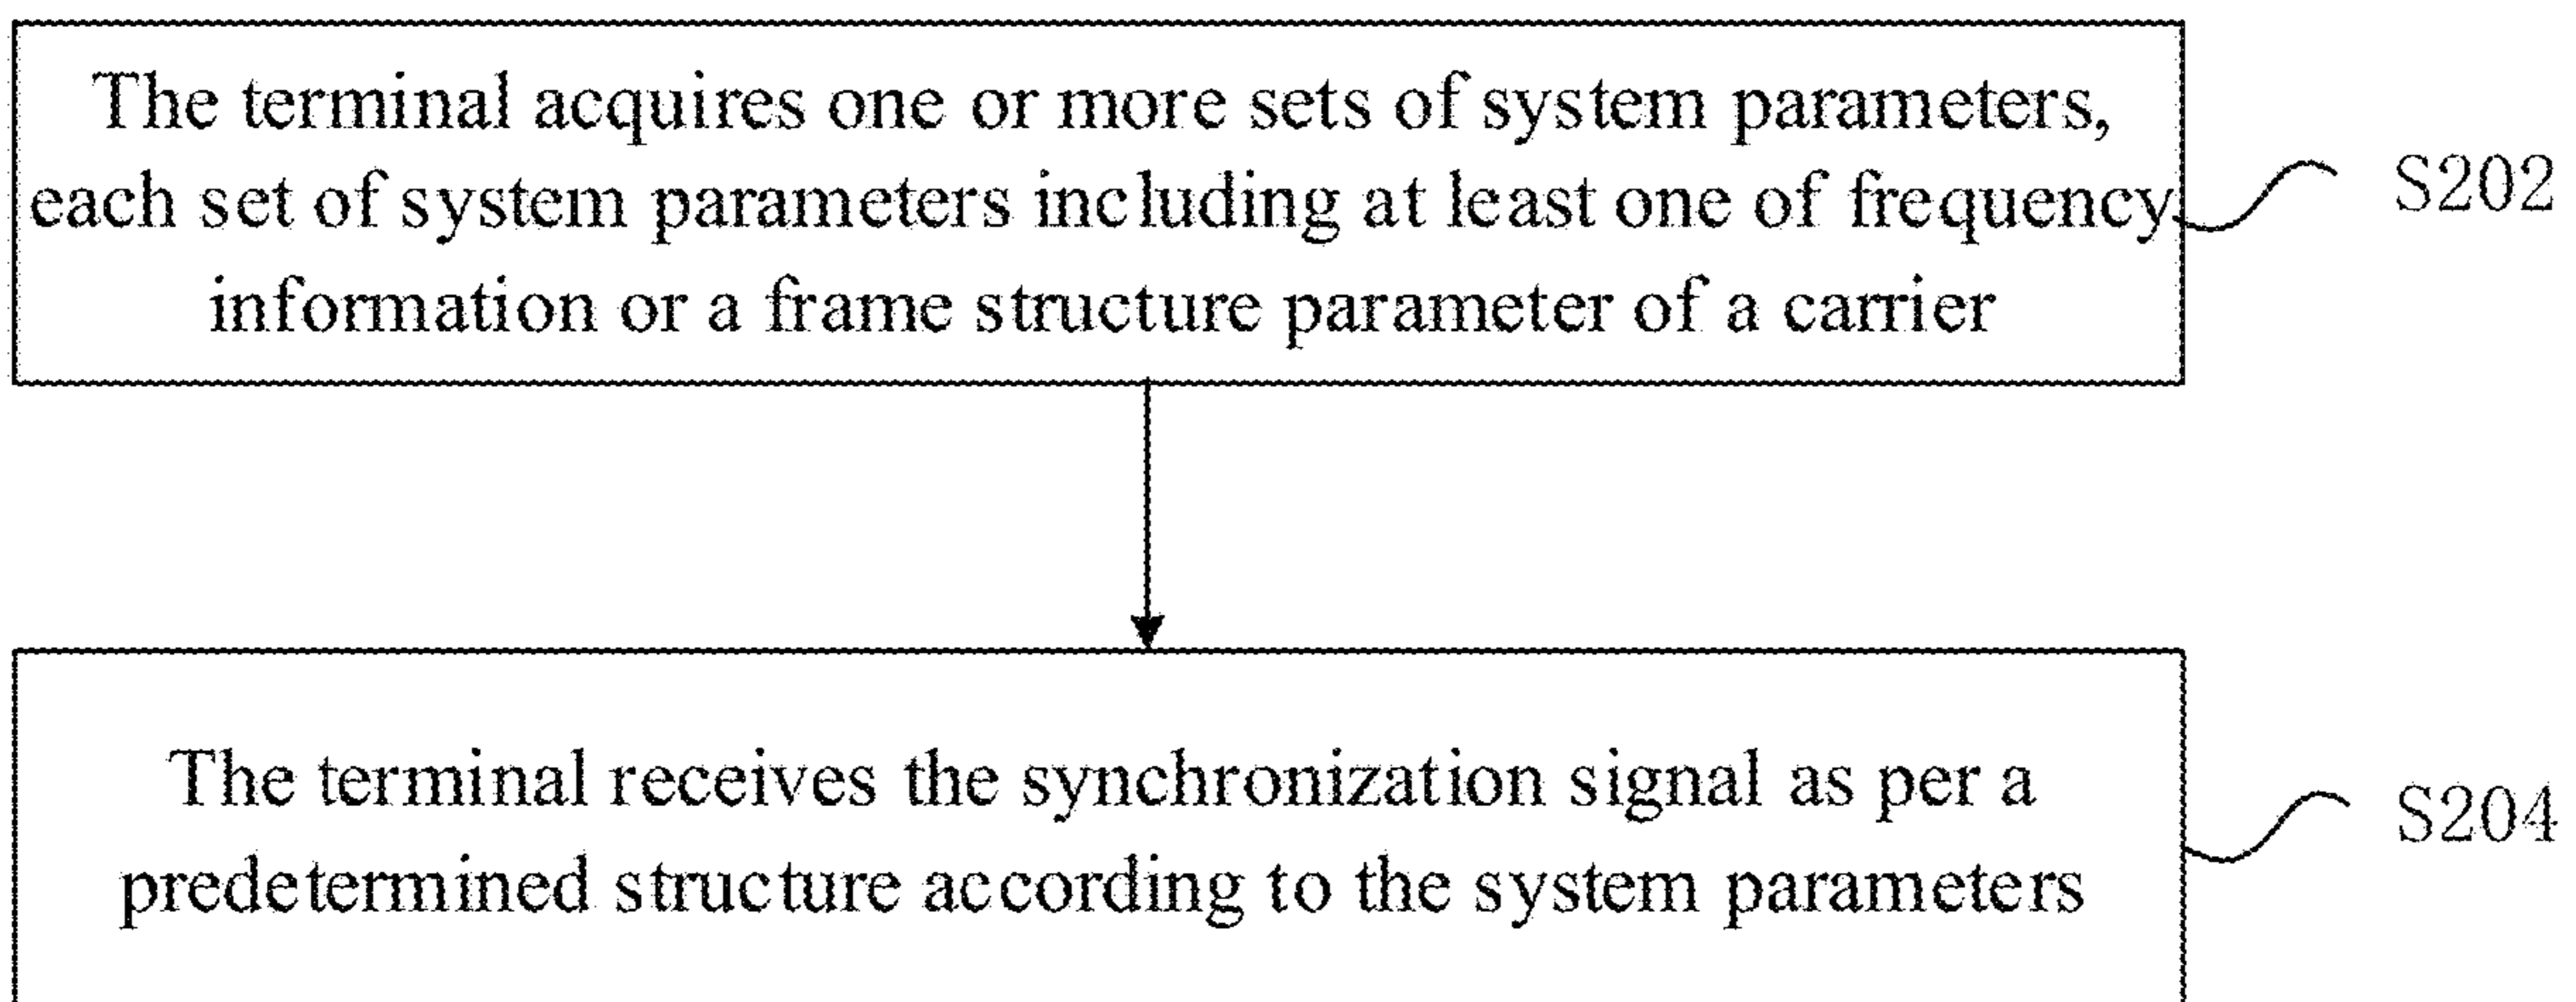 The terminal acquires one or more sets of system parameters,
each set of system parameters including at least one of frequency
information or a frame structure parameter of a carrier
S202
The terminal receives the synchronization signal as per a
predetermined structure according to the system parameters
S204